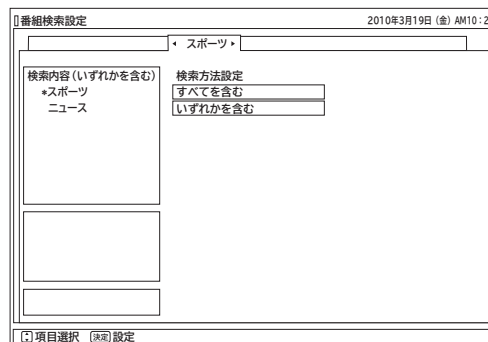 番組検索設定 2010年3月19日 (金) AM10:2
スポーツ
検索内容(いずれかを含む)
*スポーツ
ニュース
検索方法設定
すべてを含む
いずれかを含む
項目選択 決定 設定